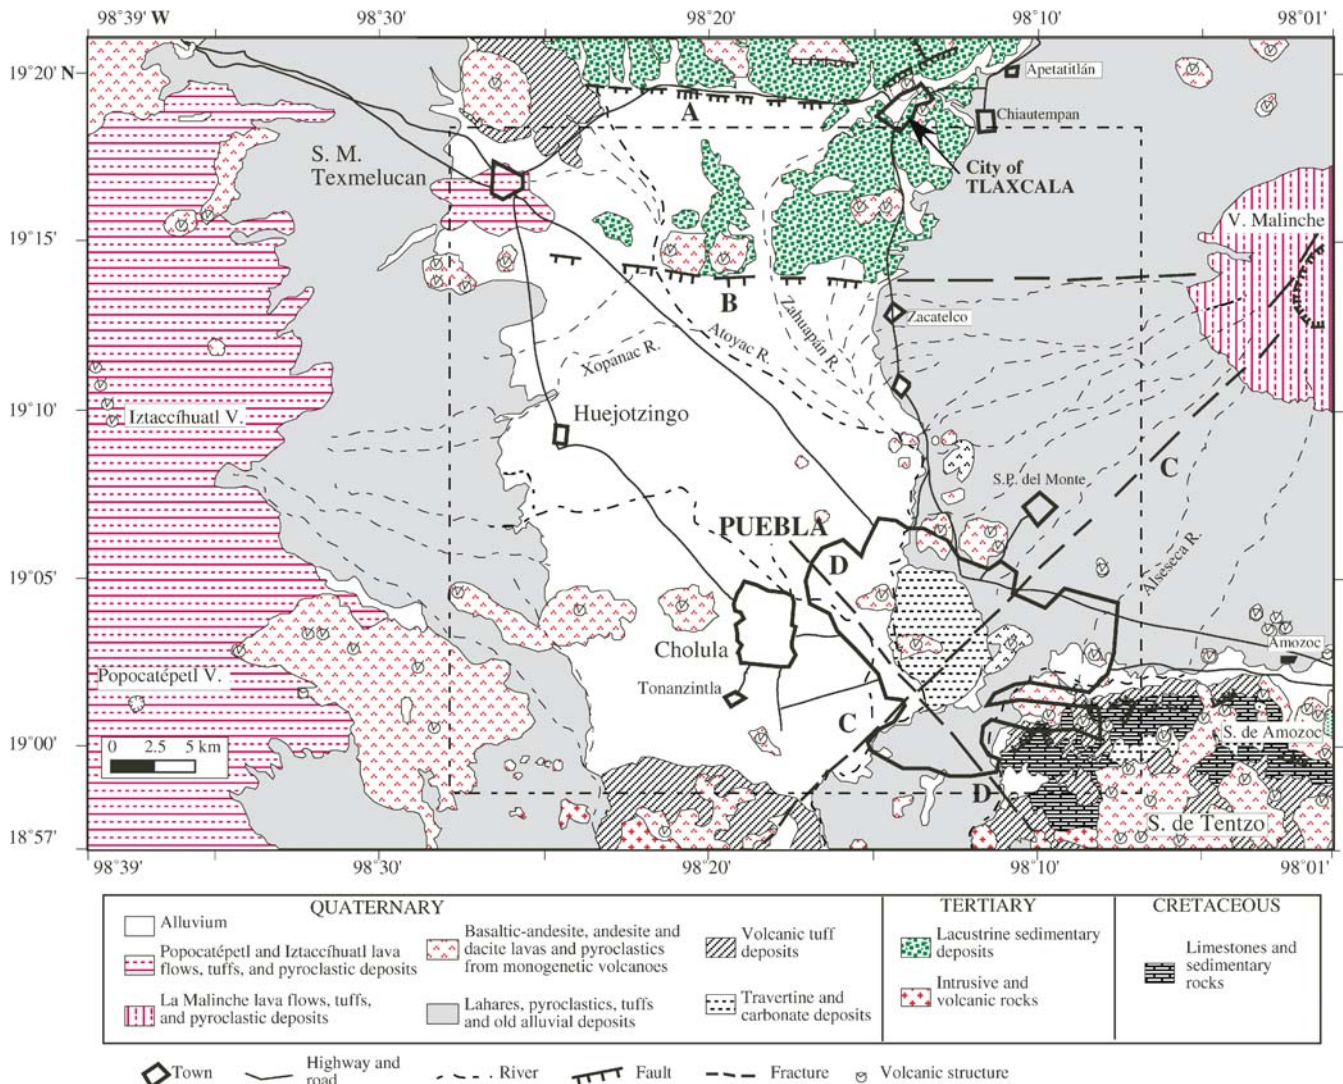 98°39' W 98°30' 98°20' 98°10' 98°01'
19°20' N
19°15'
19°10'
19°05'
19°00'
18°57'
Apetatitlán
A
Chiautempan
S. M.
Texmelucan
City of
TLAXCALA
V. Malinche
B
Zacatelco
Zahuapán R.
Atoyac R.
Xopanac R.
Iztaccíhuatl V.
Huejotzingo
C
S.P. del Monte
PUEBLA
D
Alseseca R.
Cholula
Amozoc
Popocatépetl V.
Tonanzintla
C
S. de Amozoc
0 2.5 5 km
D
S. de Tentzo
98°39' 98°30' 98°20' 98°10' 98°01'
QUATERNARY
Alluvium
Popocatépetl and Iztaccíhuatl lava
flows, tuffs, and pyroclastic deposits
La Malinche lava flows, tuffs,
and pyroclastic deposits
Basaltic-andesite, andesite and
dacite lavas and pyroclastics
from monogenetic volcanoes
Lahares, pyroclastics, tuffs
and old alluvial deposits
Volcanic tuff
deposits
Travertine and
carbonate deposits
TERTIARY
Lacustrine sedimentary
deposits
Intrusive and
volcanic rocks
CRETACEOUS
Limestones and
sedimentary
rocks
Town
Highway and
road
River
Fault
Fracture
Volcanic structure